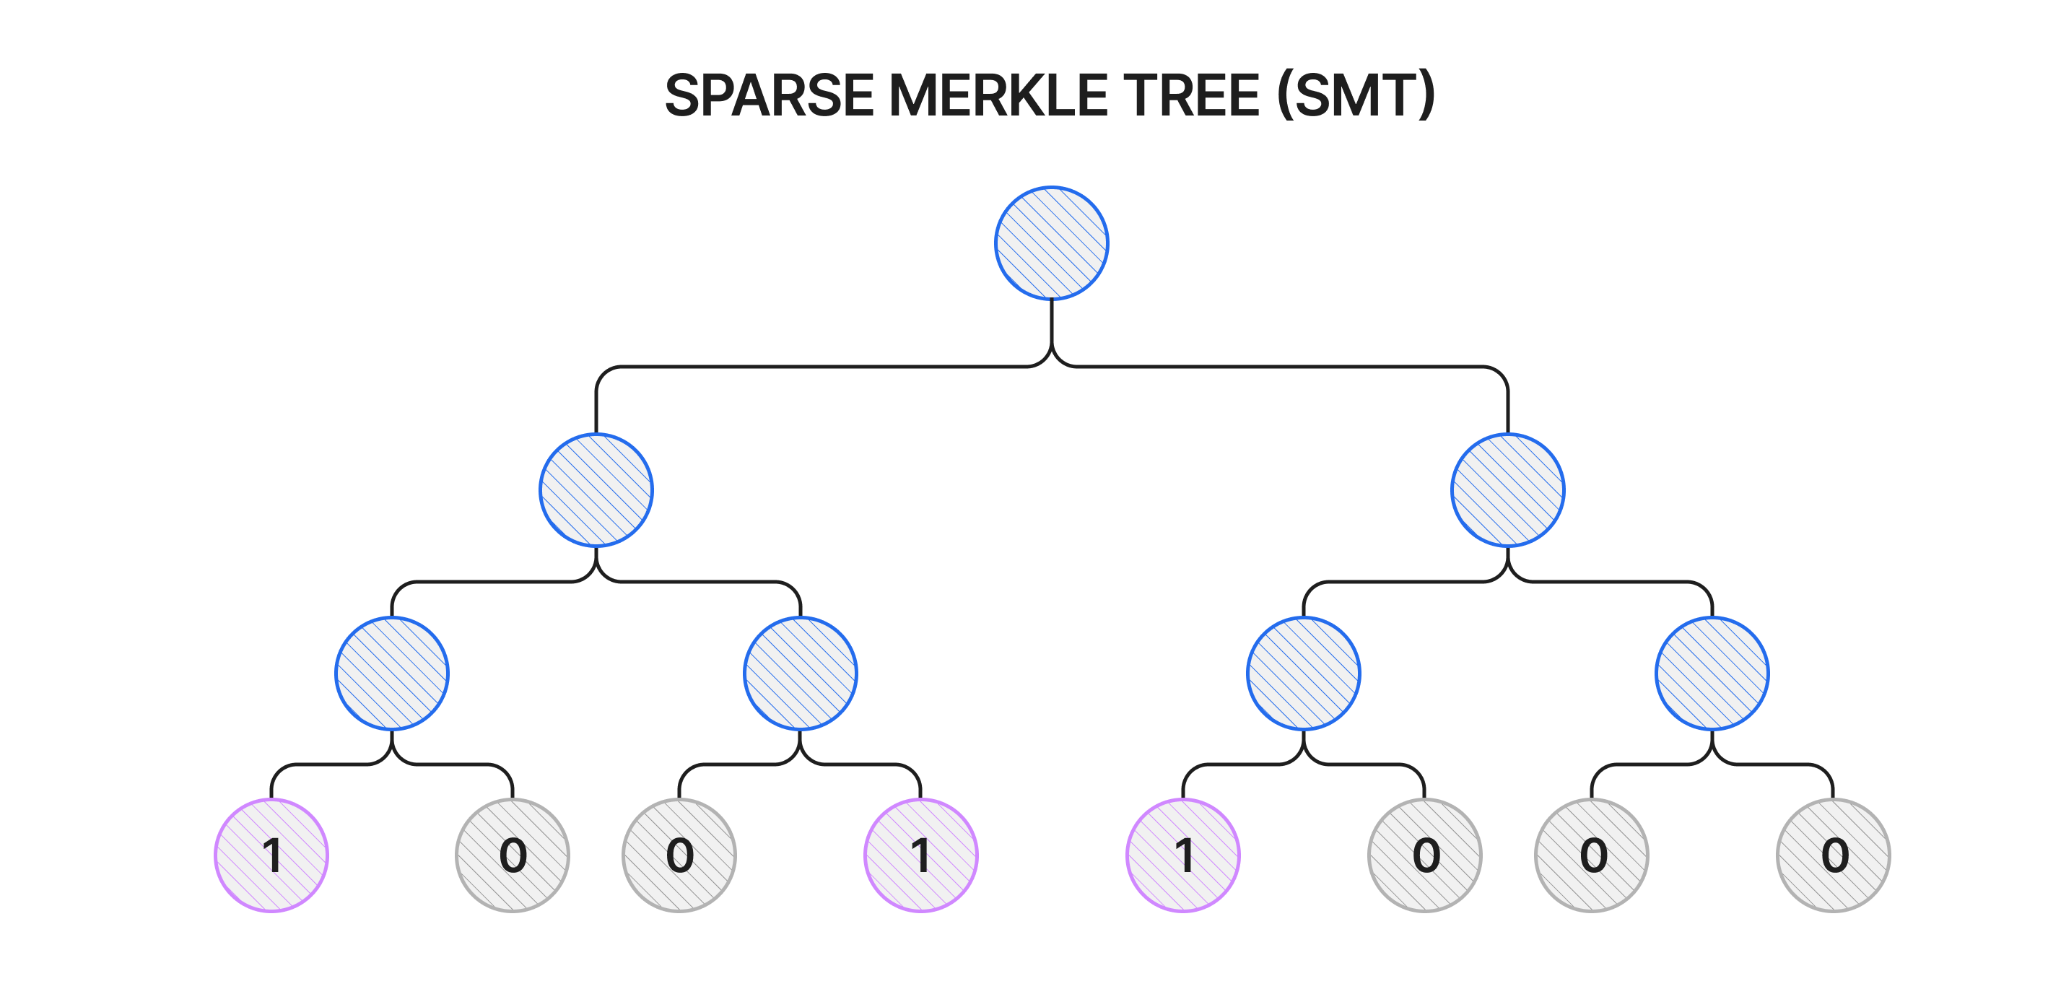 SPARSE MERKLE TREE (SMT)
1 0 0 1 1 0 0 0